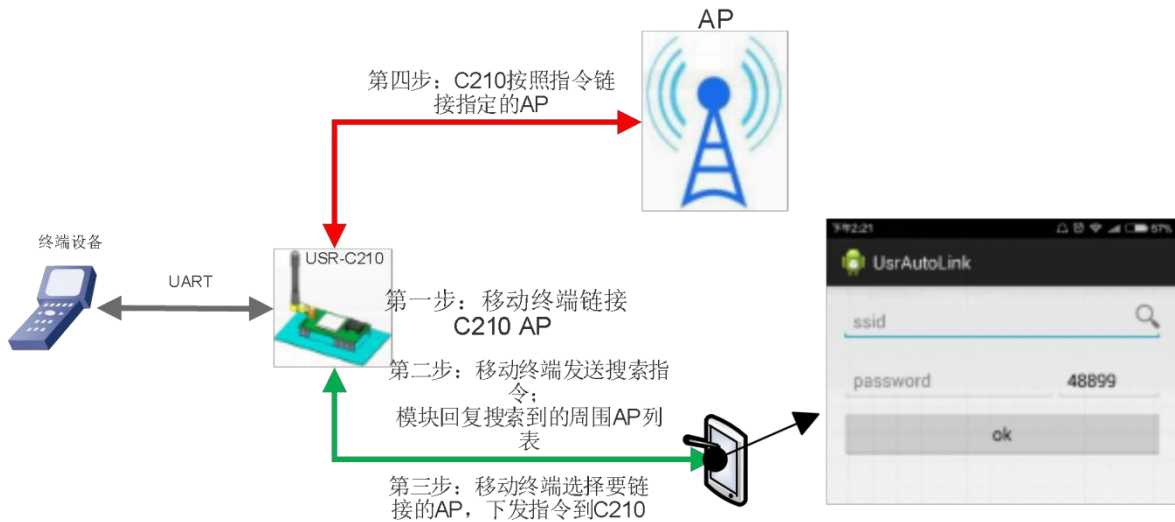 AP
第四步：C210按照指令链
接指定的AP
终端设备
UART
USR-C210
第一步：移动终端链接
C210 AP
第二步：移动终端发送搜索指
令；
模块回复搜索到的周围AP列
表
第三步：移动终端选择要链
接的AP，下发指令到C210
下午2:21
57%
UsrAutoLink
ssid
password
48899
ok